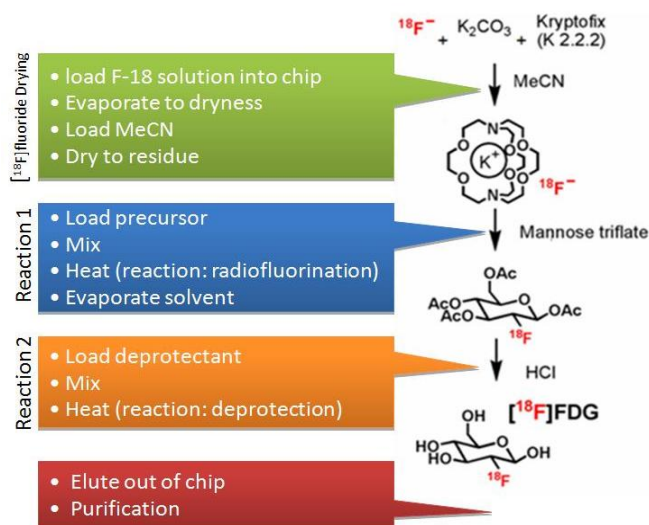 [¹⁸F]fluoride Drying
• load F-18 solution into chip
• Evaporate to dryness
• Load MeCN
• Dry to residue
Reaction 1
• Load precursor
• Mix
• Heat (reaction: radiofluorination)
• Evaporate solvent
Reaction 2
• Load deprotectant
• Mix
• Heat (reaction: deprotection)
• Elute out of chip
• Purification
¹⁸F⁻ + K₂CO₃ + Kryptofix
(K 2.2.2)
MeCN
N
O O
K⁺
O O
O O
N
¹⁸F⁻
Mannose triflate
OAc
AcO
O
AcO
OAc
¹⁸F
HCl
[¹⁸F]FDG
OH
HO
O
HO
OH
¹⁸F